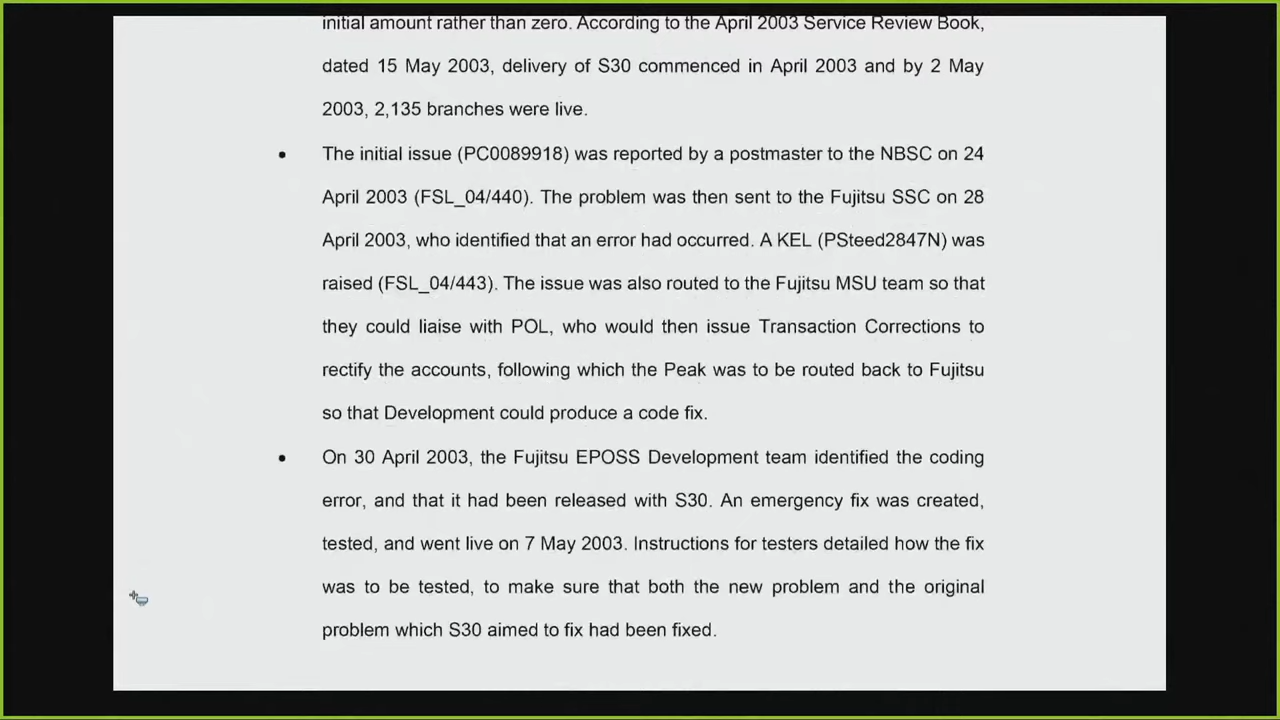 initial amount rather than zero. According to the April 2003 Service Review Book,
dated 15 May 2003, delivery of S30 commenced in April 2003 and by 2 May
2003, 2,135 branches were live.
• The initial issue (PC0089918) was reported by a postmaster to the NBSC on 24
April 2003 (FSL_04/440). The problem was then sent to the Fujitsu SSC on 28
April 2003, who identified that an error had occurred. A KEL (PSteed2847N) was
raised (FSL_04/443). The issue was also routed to the Fujitsu MSU team so that
they could liaise with POL, who would then issue Transaction Corrections to
rectify the accounts, following which the Peak was to be routed back to Fujitsu
so that Development could produce a code fix.
• On 30 April 2003, the Fujitsu EPOSS Development team identified the coding
error, and that it had been released with S30. An emergency fix was created,
tested, and went live on 7 May 2003. Instructions for testers detailed how the fix
was to be tested, to make sure that both the new problem and the original
problem which S30 aimed to fix had been fixed.